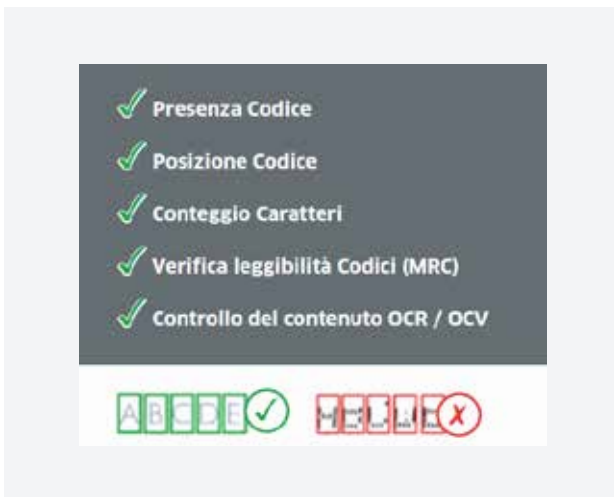 Presenza Codice
Posizione Codice
Conteggio Caratteri
Verifica leggibilità Codici (MRC)
Controllo del contenuto OCR / OCV
ABCDE